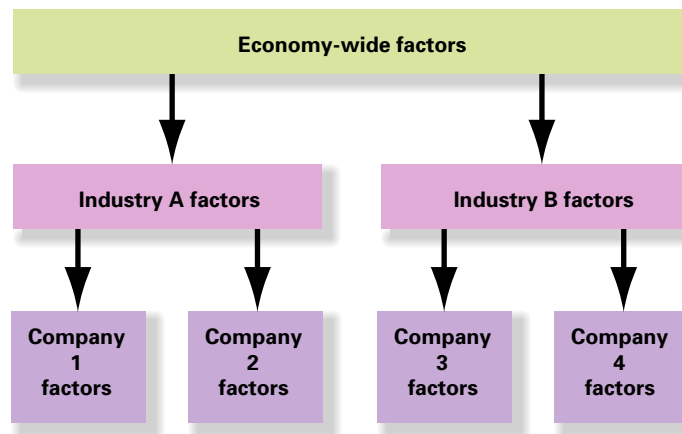 Economy-wide factors
Industry A factors
Industry B factors
Company
1
factors
Company
2
factors
Company
3
factors
Company
4
factors